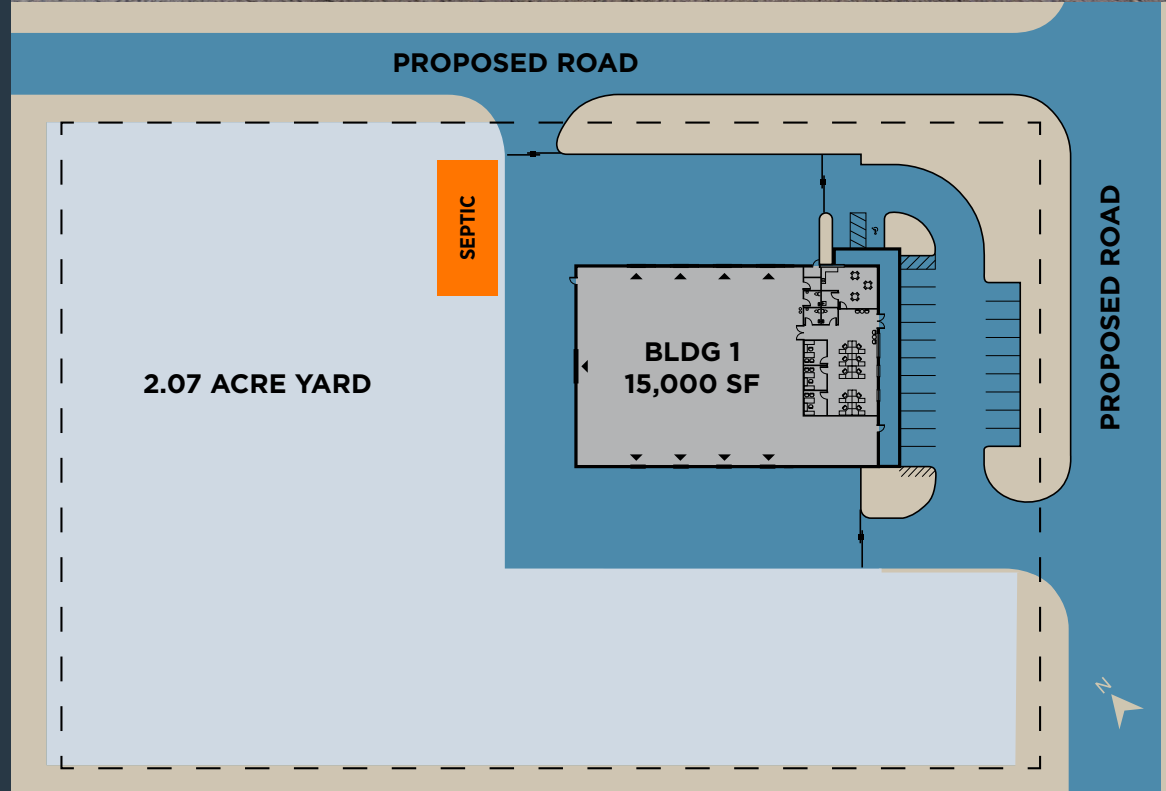 PROPOSED ROAD
SEPTIC
PROPOSED ROAD
BLDG 1
15,000 SF
2.07 ACRE YARD
N